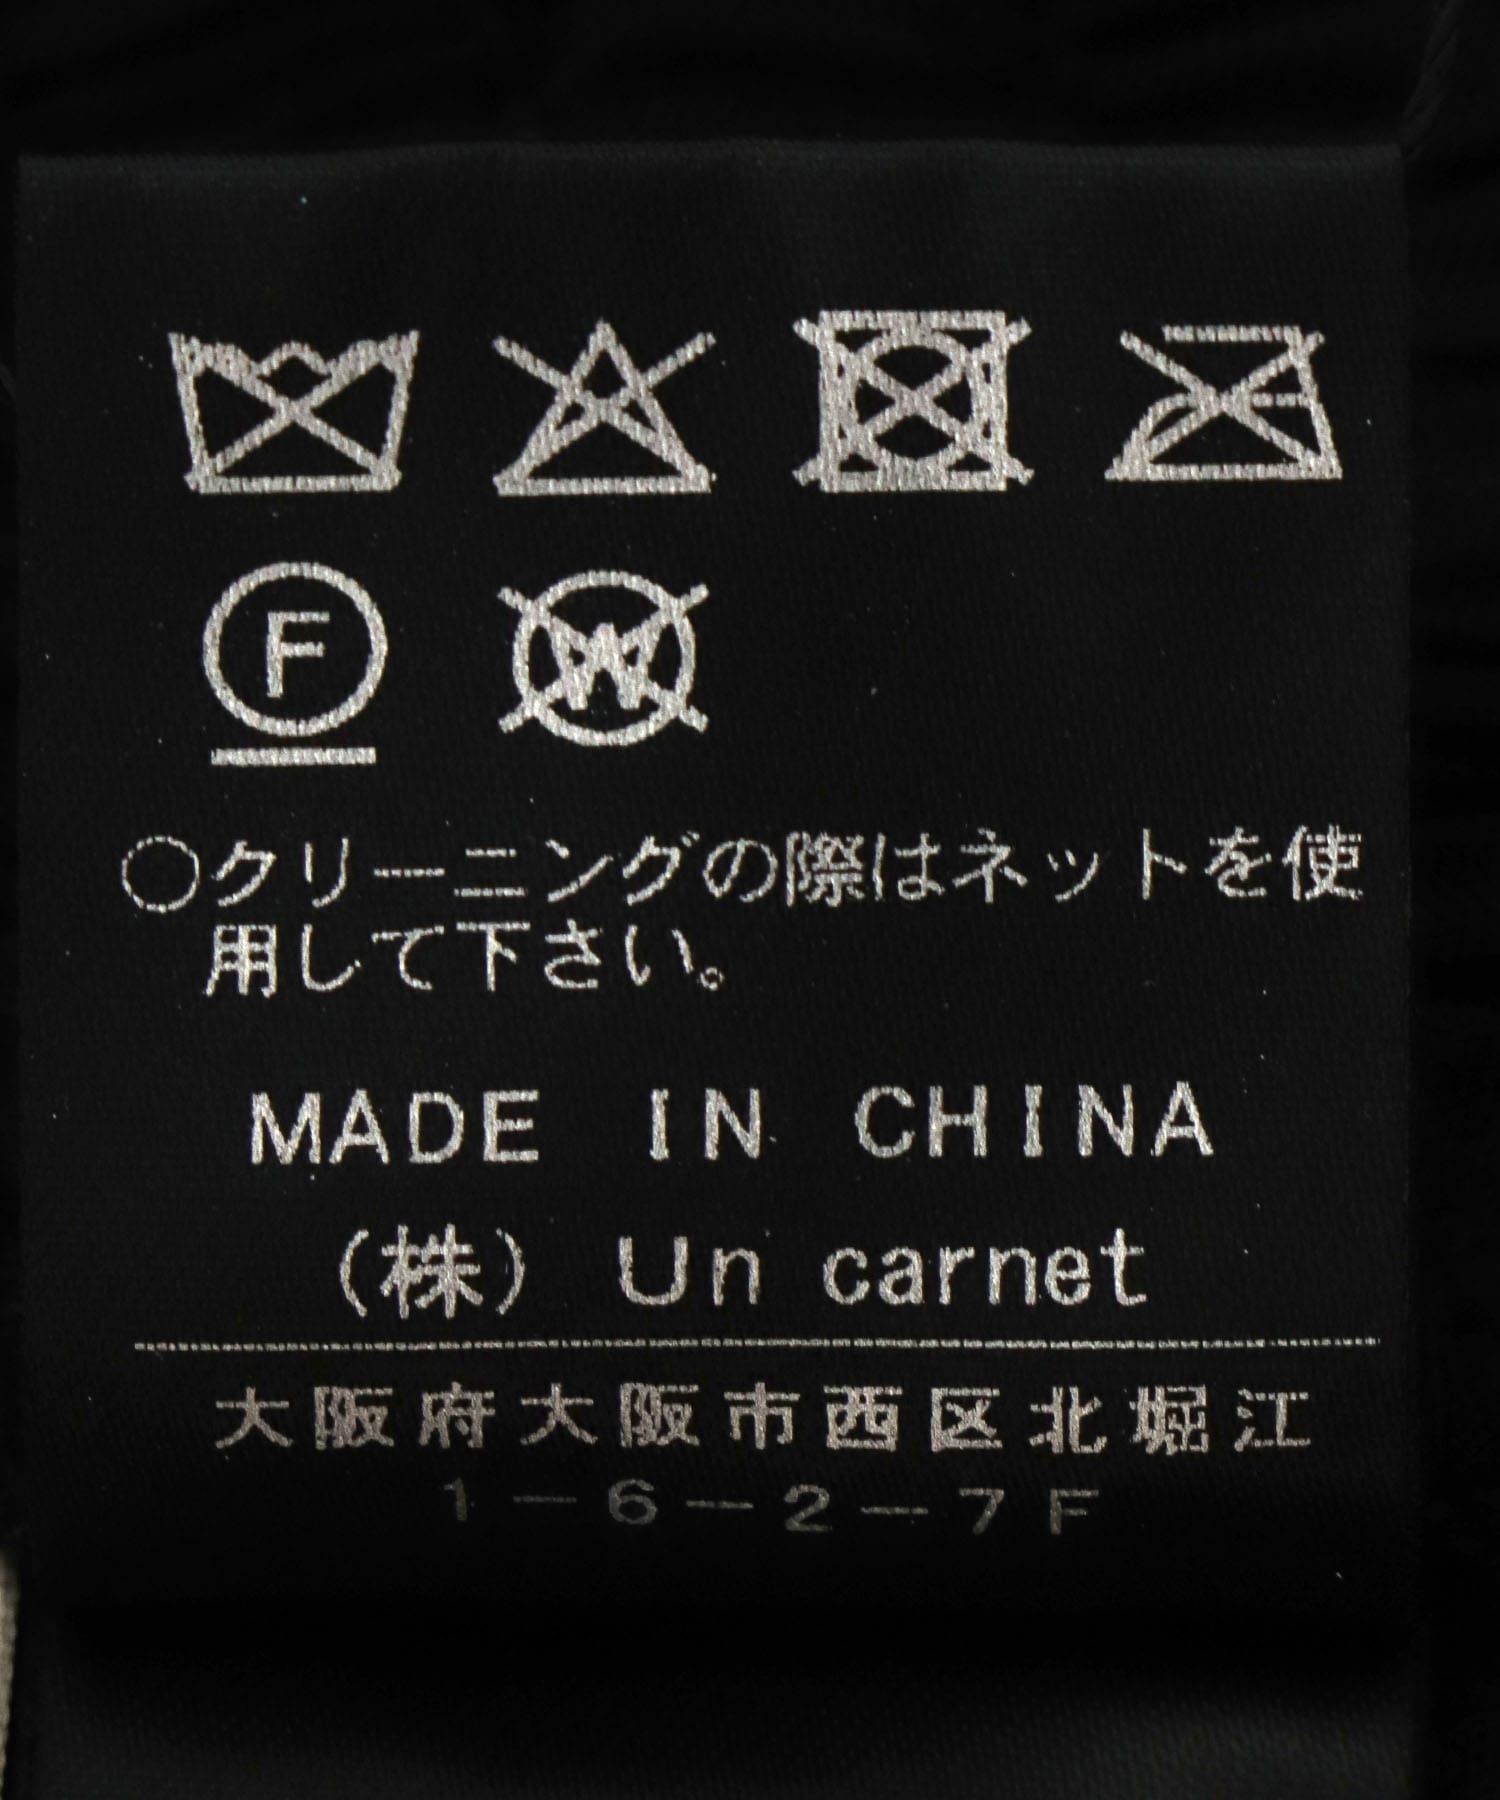 F W
○クリーニングの際はネットを使
用して下さい。
MADE IN CHINA
(株) Un carnet
大阪府大阪市西区北堀江
1-6-2-7F